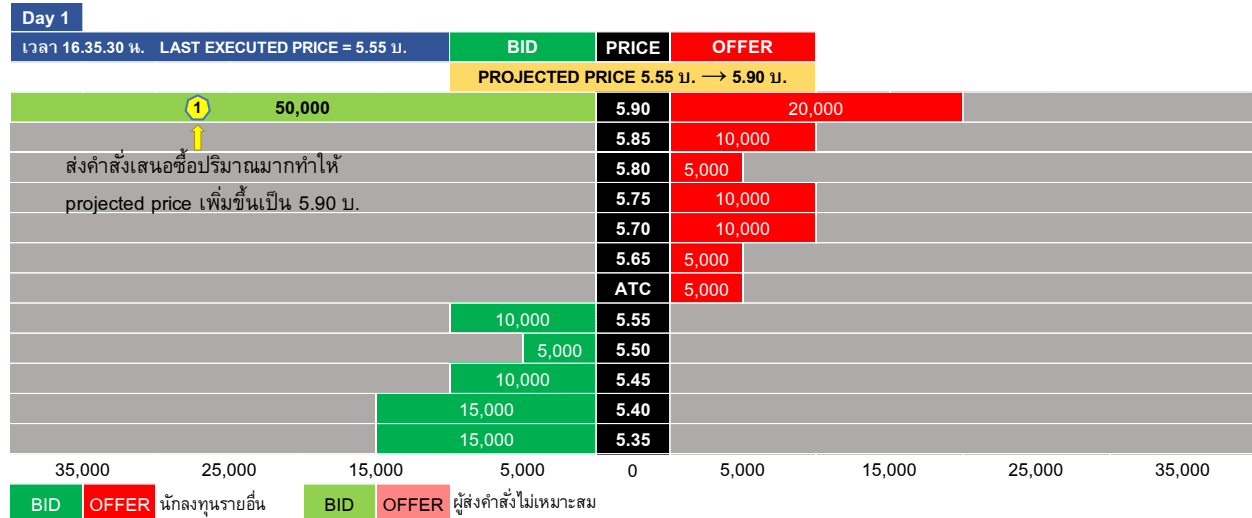 Day 1
เวลา 16.35.30 น. LAST EXECUTED PRICE = 5.55 บ. BID PRICE OFFER
PROJECTED PRICE 5.55 บ. → 5.90 บ.
1 50,000 5.90 20,000
5.85 10,000
ส่งคำสั่งเสนอซื้อปริมาณมากทำให้ 5.80 5,000
projected price เพิ่มขึ้นเป็น 5.90 บ. 5.75 10,000
5.70 10,000
5.65 5,000
ATC 5,000
10,000 5.55
5,000 5.50
10,000 5.45
15,000 5.40
15,000 5.35
35,000 25,000 15,000 5,000 0 5,000 15,000 25,000 35,000
BID OFFER นักลงทุนรายอื่น BID OFFER ผู้ส่งคำสั่งไม่เหมาะสม